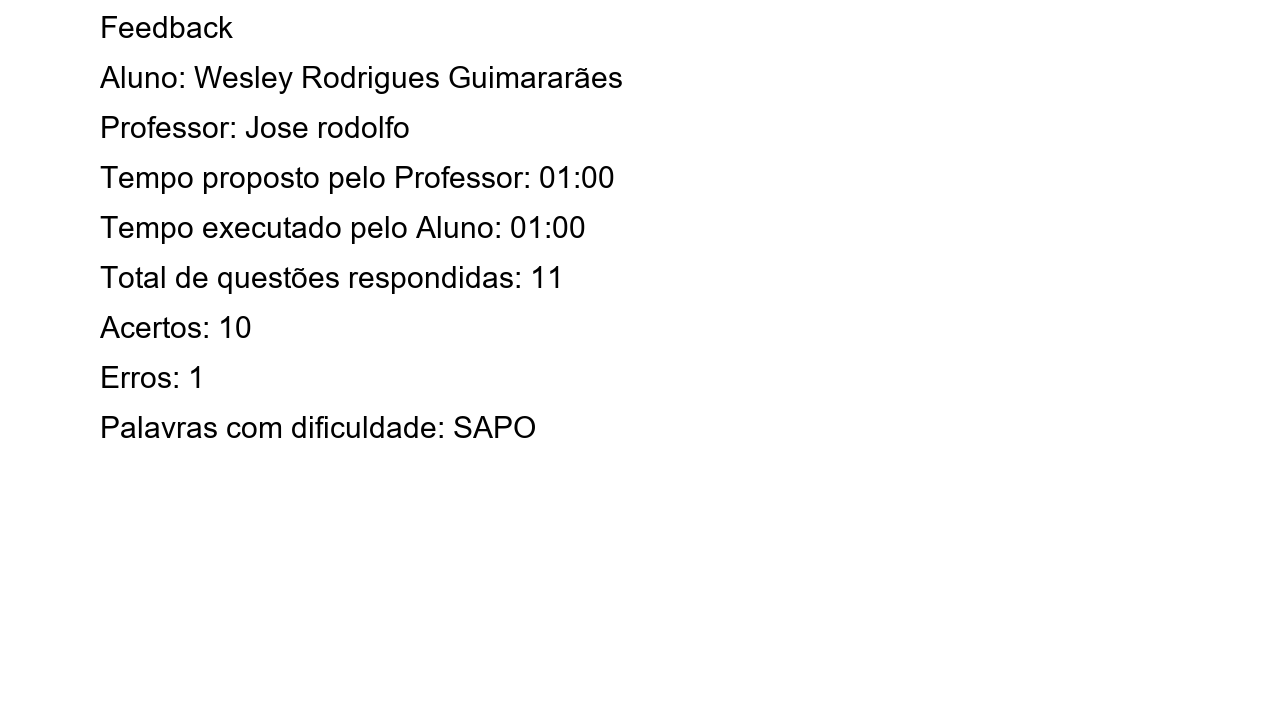 Feedback
Aluno: Wesley Rodrigues Guimararães
Professor: Jose rodolfo
Tempo proposto pelo Professor: 01:00
Tempo executado pelo Aluno: 01:00
Total de questões respondidas: 11
Acertos: 10
Erros: 1
Palavras com dificuldade: SAPO